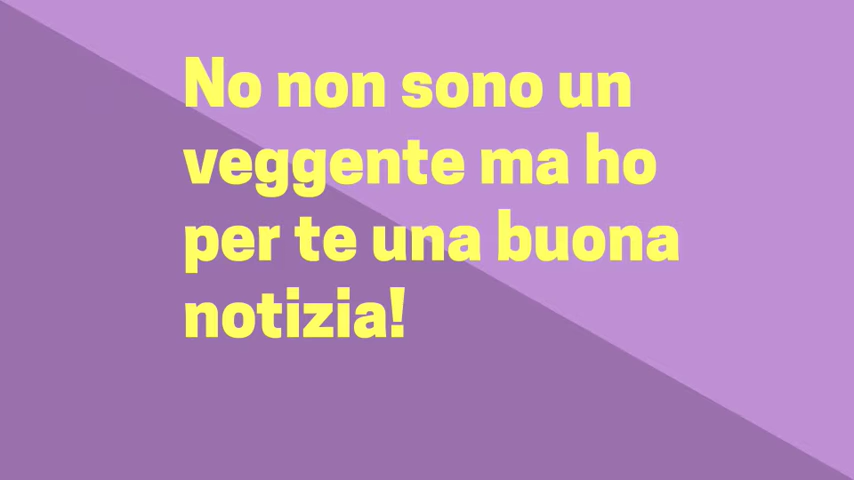 No non sono un
veggente ma ho
per te una buona
notizia!